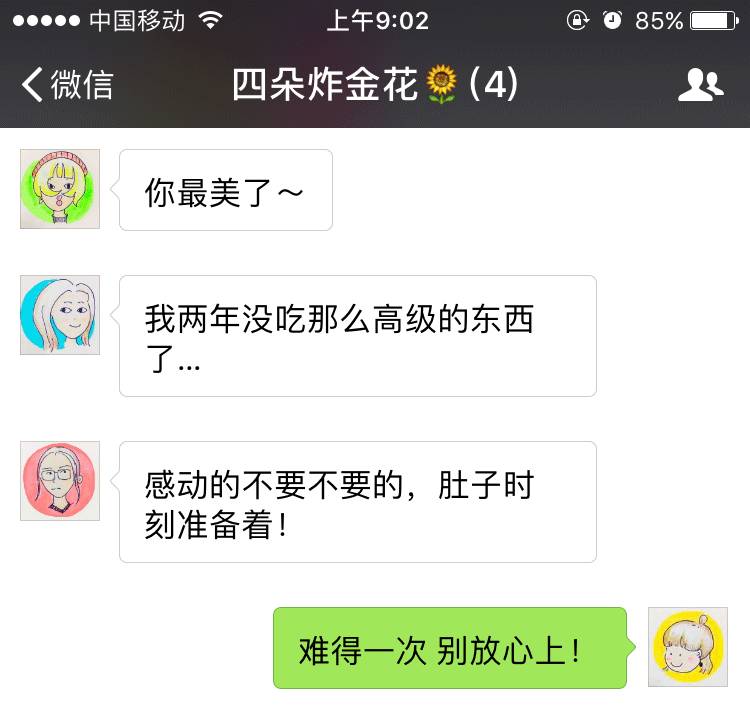 中国移动 上午9:02 85%
微信 四朵炸金花🌻(4)
你最美了～
我两年没吃那么高级的东西
了...
感动的不要不要的，肚子时
刻准备着！
难得一次 别放心上！